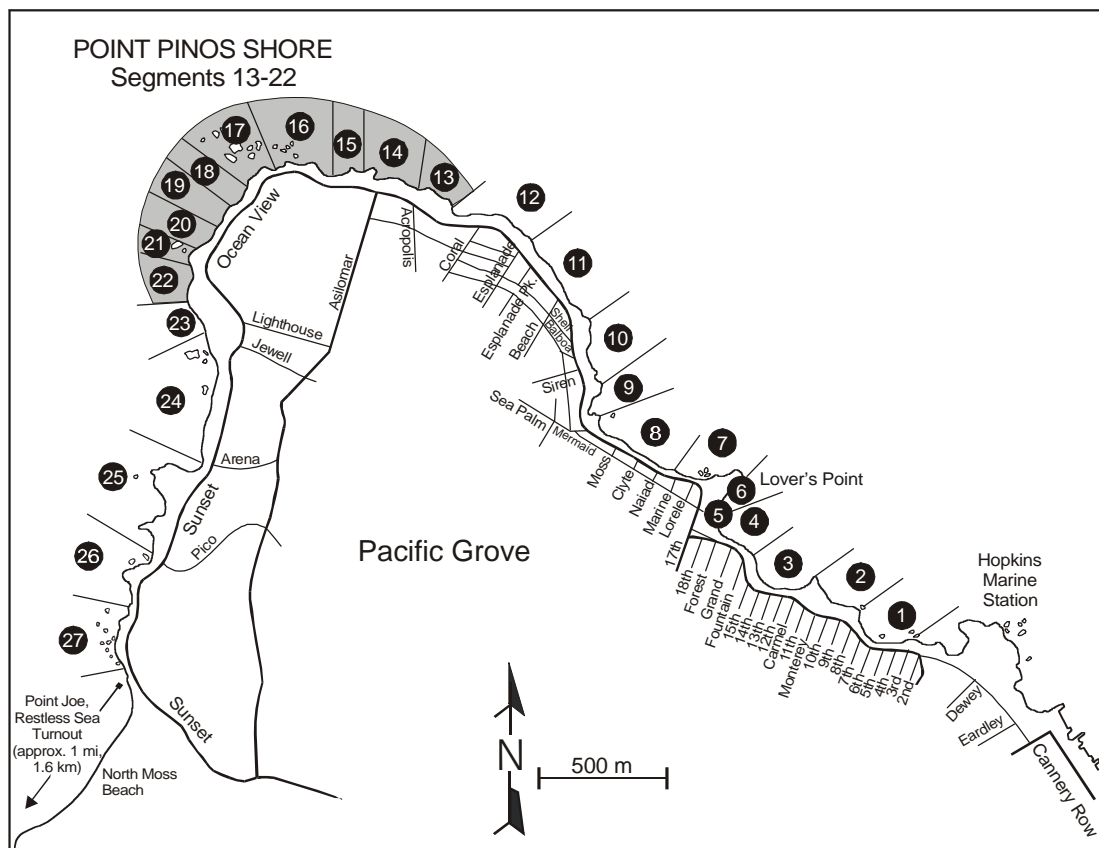 POINT PINOS SHORE
Segments 13-22
17
16
15
14
13
18
19
20
21
22
12
11
10
9
8
7
6
5
4
3
2
1
23
24
25
26
27
Ocean View
Asilomar
Acropolis
Coral
Esplanade
Esplanade Pk.
Beach
Shell
Balboa
Siren
Sea Palm
Mermaid
Lighthouse
Jewell
Arena
Sunset
Pico
Sunset
Moss
Clyte
Naiad
Marine
Lorele
17th
18th
Forest
Grand
Fountain
15th
14th
13th
12th
Carmel
11th
Monterey
10th
9th
8th
7th
6th
5th
4th
3rd
2nd
Lover's Point
Hopkins
Marine
Station
Dewey
Eardley
Cannery Row
Pacific Grove
Point Joe,
Restless Sea
Turnout
(approx. 1 mi,
1.6 km)
North Moss
Beach
N
500 m